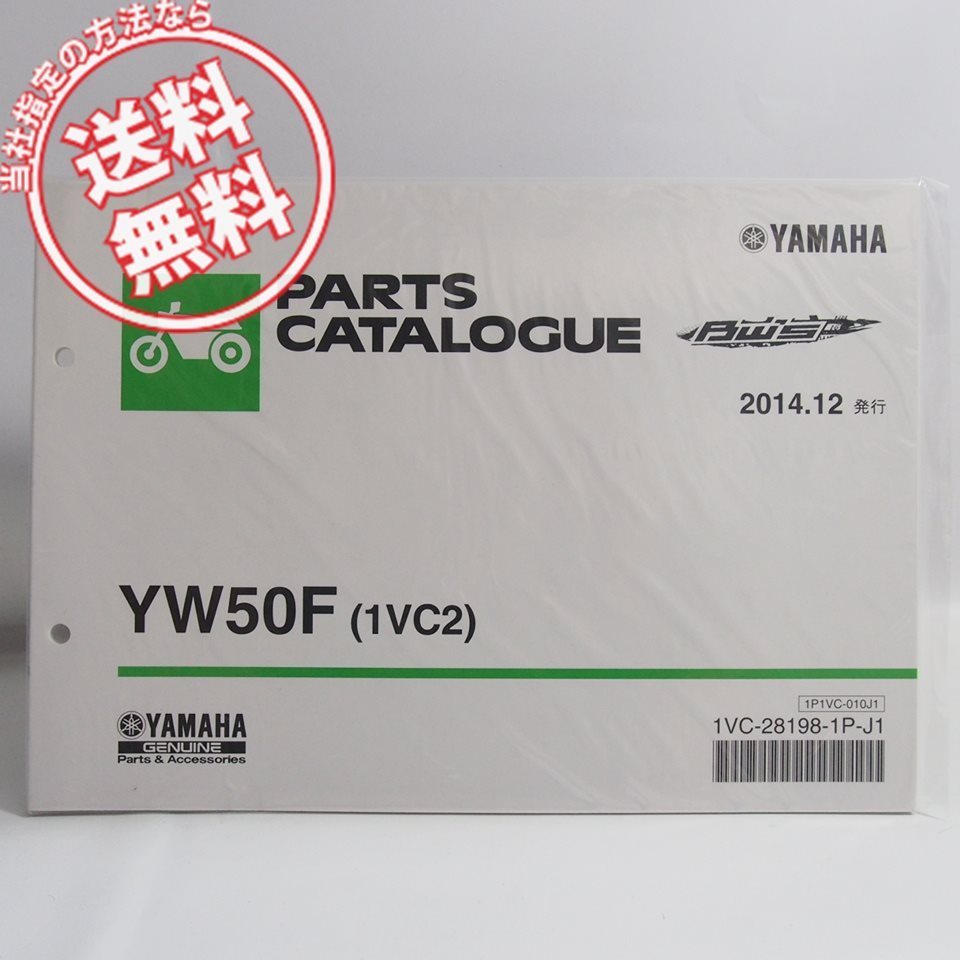 当社指定の方法なら
送料
無料
YAMAHA
PARTS
CATALOGUE
BW'S
2014.12 発行
YW50F (1VC2)
YAMAHA
GENUINE
Parts & Accessories
1P1VC-010J1
1VC-28198-1P-J1